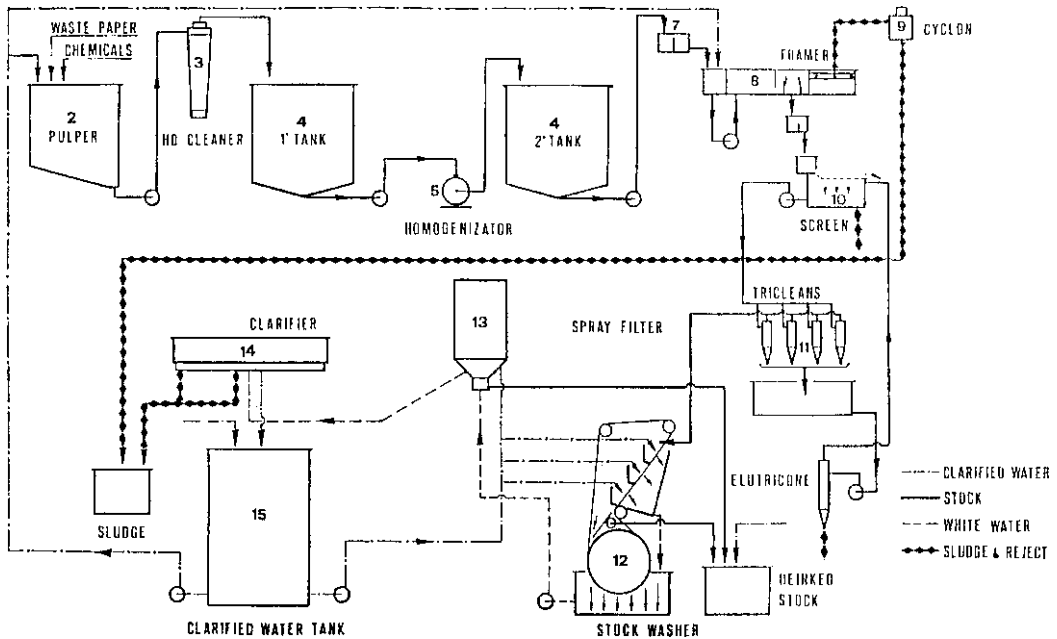 WASTE PAPER
CHEMICALS
2
PULPER
3
HD CLEANER
4
1° TANK
5
HOMOGENIZATOR
4
2° TANK
7
8
FRAMER
9
CYCLON
10
SCREEN
TRICLEANS
11
ELUTRICONE
CLARIFIER
14
13
SPRAY FILTER
SLUDGE
15
CLARIFIED WATER TANK
12
STOCK WASHER
DEINKED
STOCK
CLARIFIED WATER
STOCK
WHITE WATER
SLUDGE & REJECT